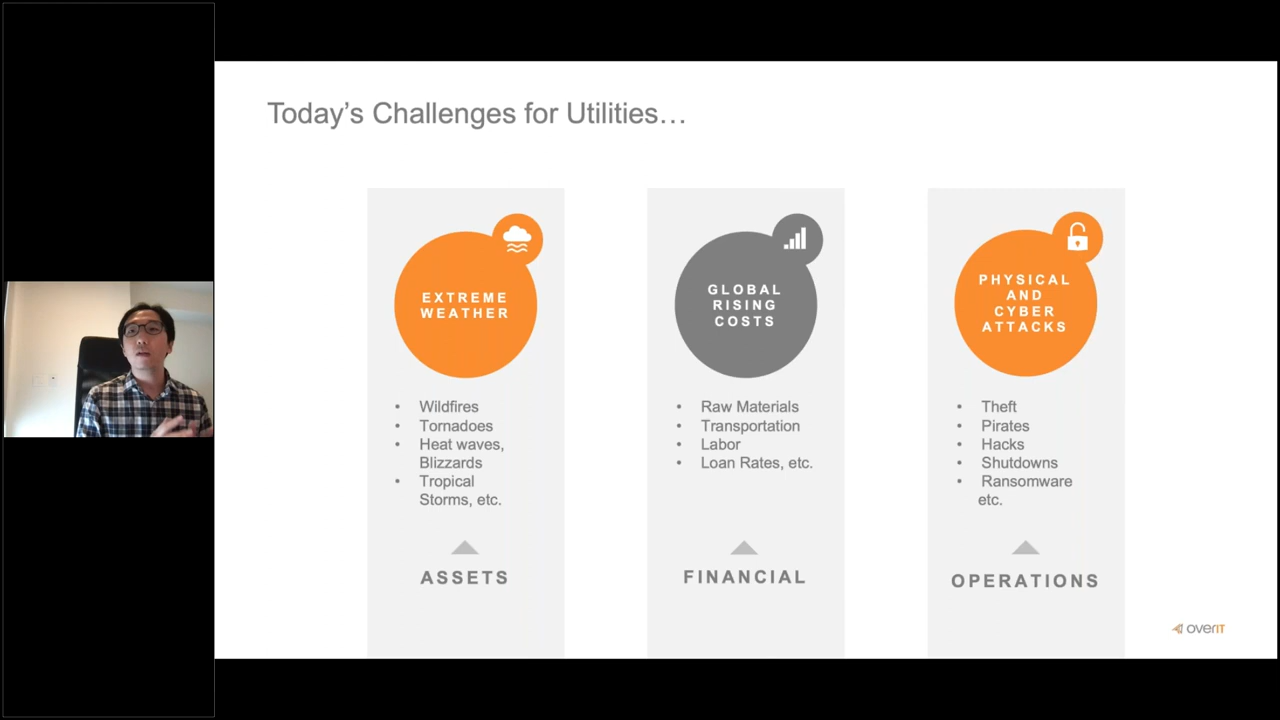 Today’s Challenges for Utilities…
EXTREME
WEATHER
• Wildfires
• Tornadoes
• Heat waves,
Blizzards
• Tropical
Storms, etc.
ASSETS
GLOBAL
RISING
COSTS
• Raw Materials
• Transportation
• Labor
• Loan Rates, etc.
FINANCIAL
PHYSICAL
AND
CYBER
ATTACKS
• Theft
• Pirates
• Hacks
• Shutdowns
• Ransomware
etc.
OPERATIONS
overIT